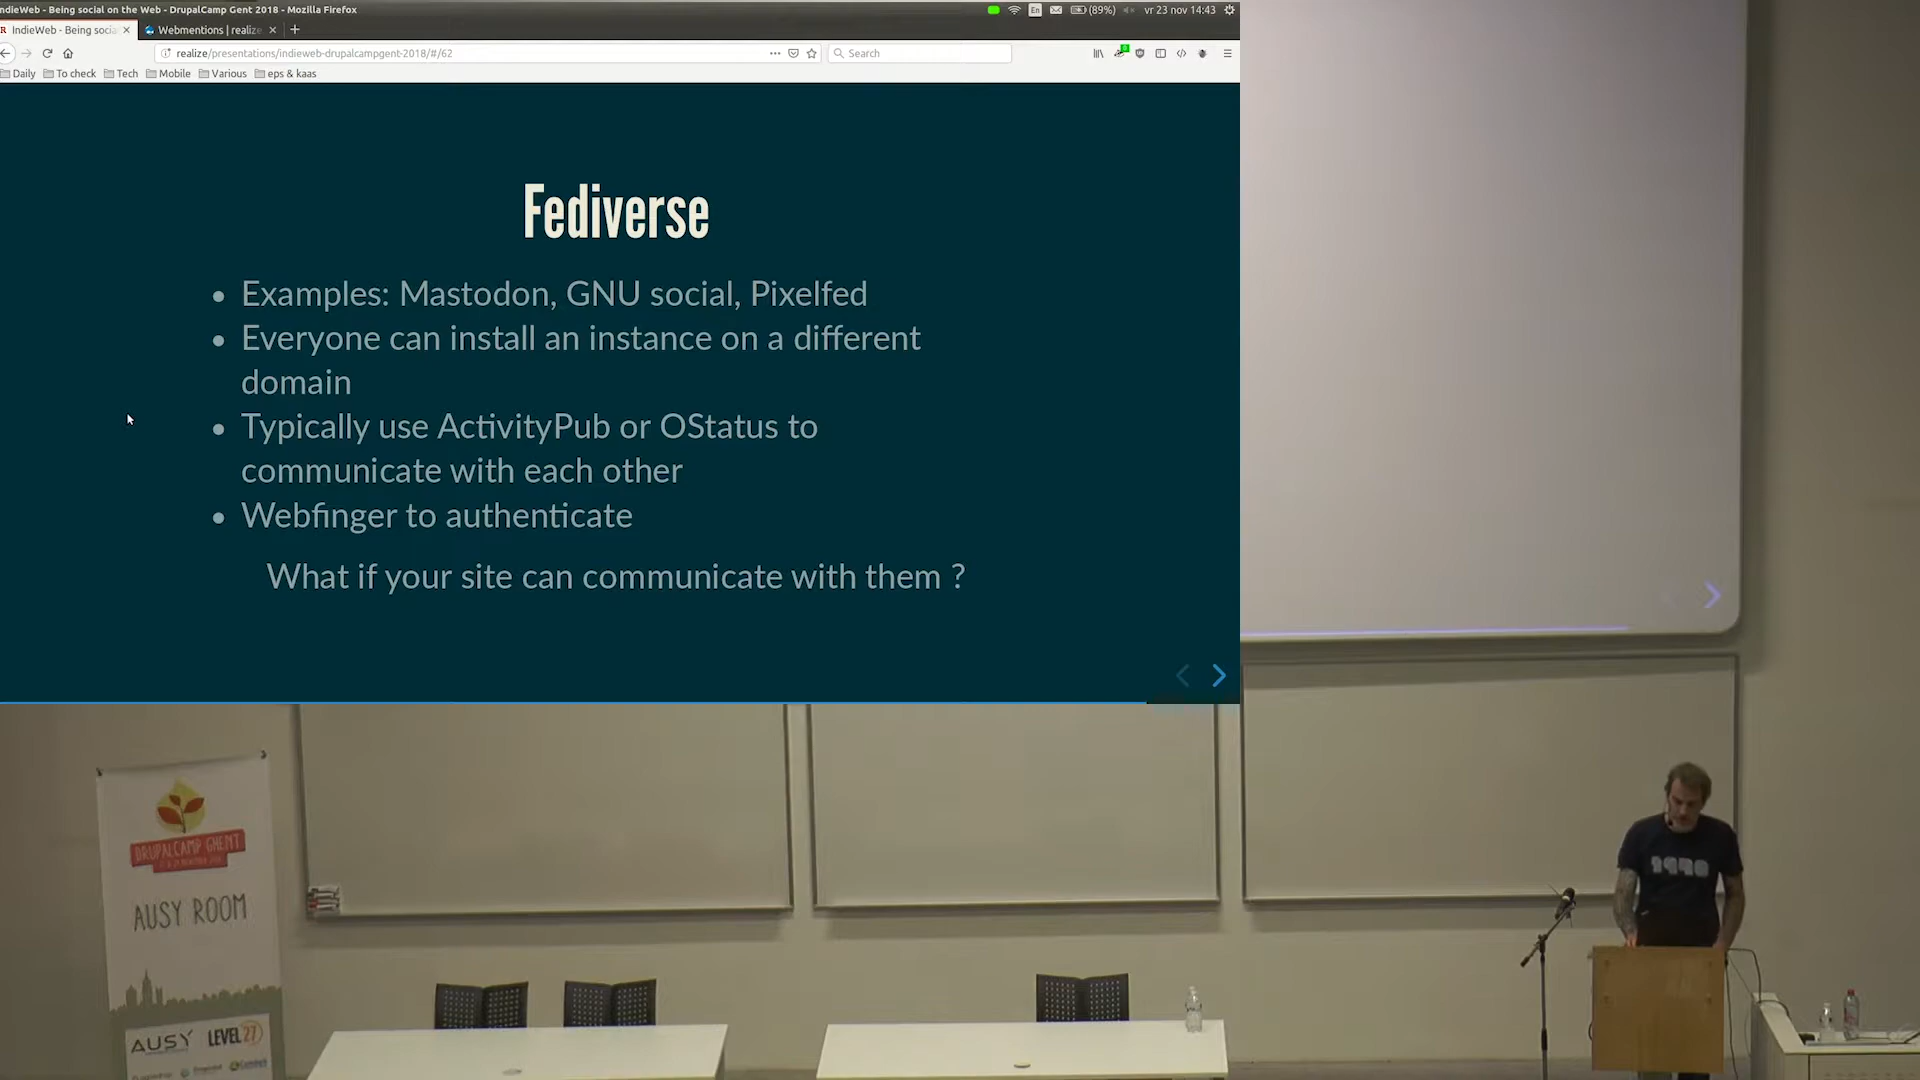 IndieWeb - Being social on the Web - DrupalCamp Gent 2018 - Mozilla Firefox
En
(89%)
vr 23 nov 14:43
IndieWeb - Being socia
Webmentions | realize
realize/presentations/indieweb-drupalcampgent-2018/#/62
Search
Daily
To check
Tech
Mobile
Various
eps & kaas
Fediverse
Examples: Mastodon, GNU social, Pixelfed
Everyone can install an instance on a different
domain
Typically use ActivityPub or OStatus to
communicate with each other
Webfinger to authenticate
What if your site can communicate with them ?
DRUPALCAMP GHENT
AUSY ROOM
AUSY
LEVEL27